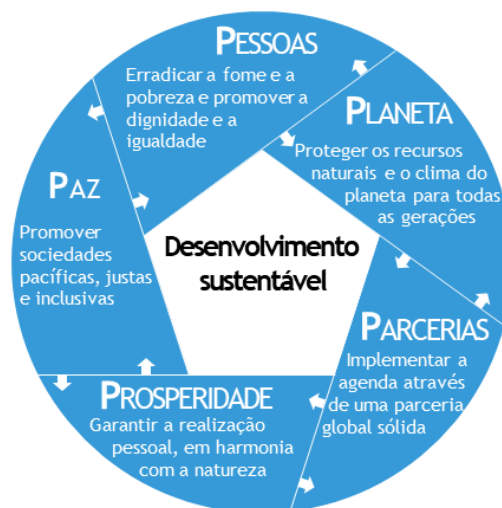 PESSOAS
Erradicar a fome e a
pobreza e promover a
dignidade e a
igualdade
PLANETA
Proteger os recursos
naturais e o clima do
planeta para todas
as gerações
PAZ
Promover
sociedades
pacíficas, justas
e inclusivas
Desenvolvimento
sustentável
PARCERIAS
Implementar a
agenda através
de uma parceria
global sólida
PROSPERIDADE
Garantir a realização
pessoal, em harmonia
com a natureza